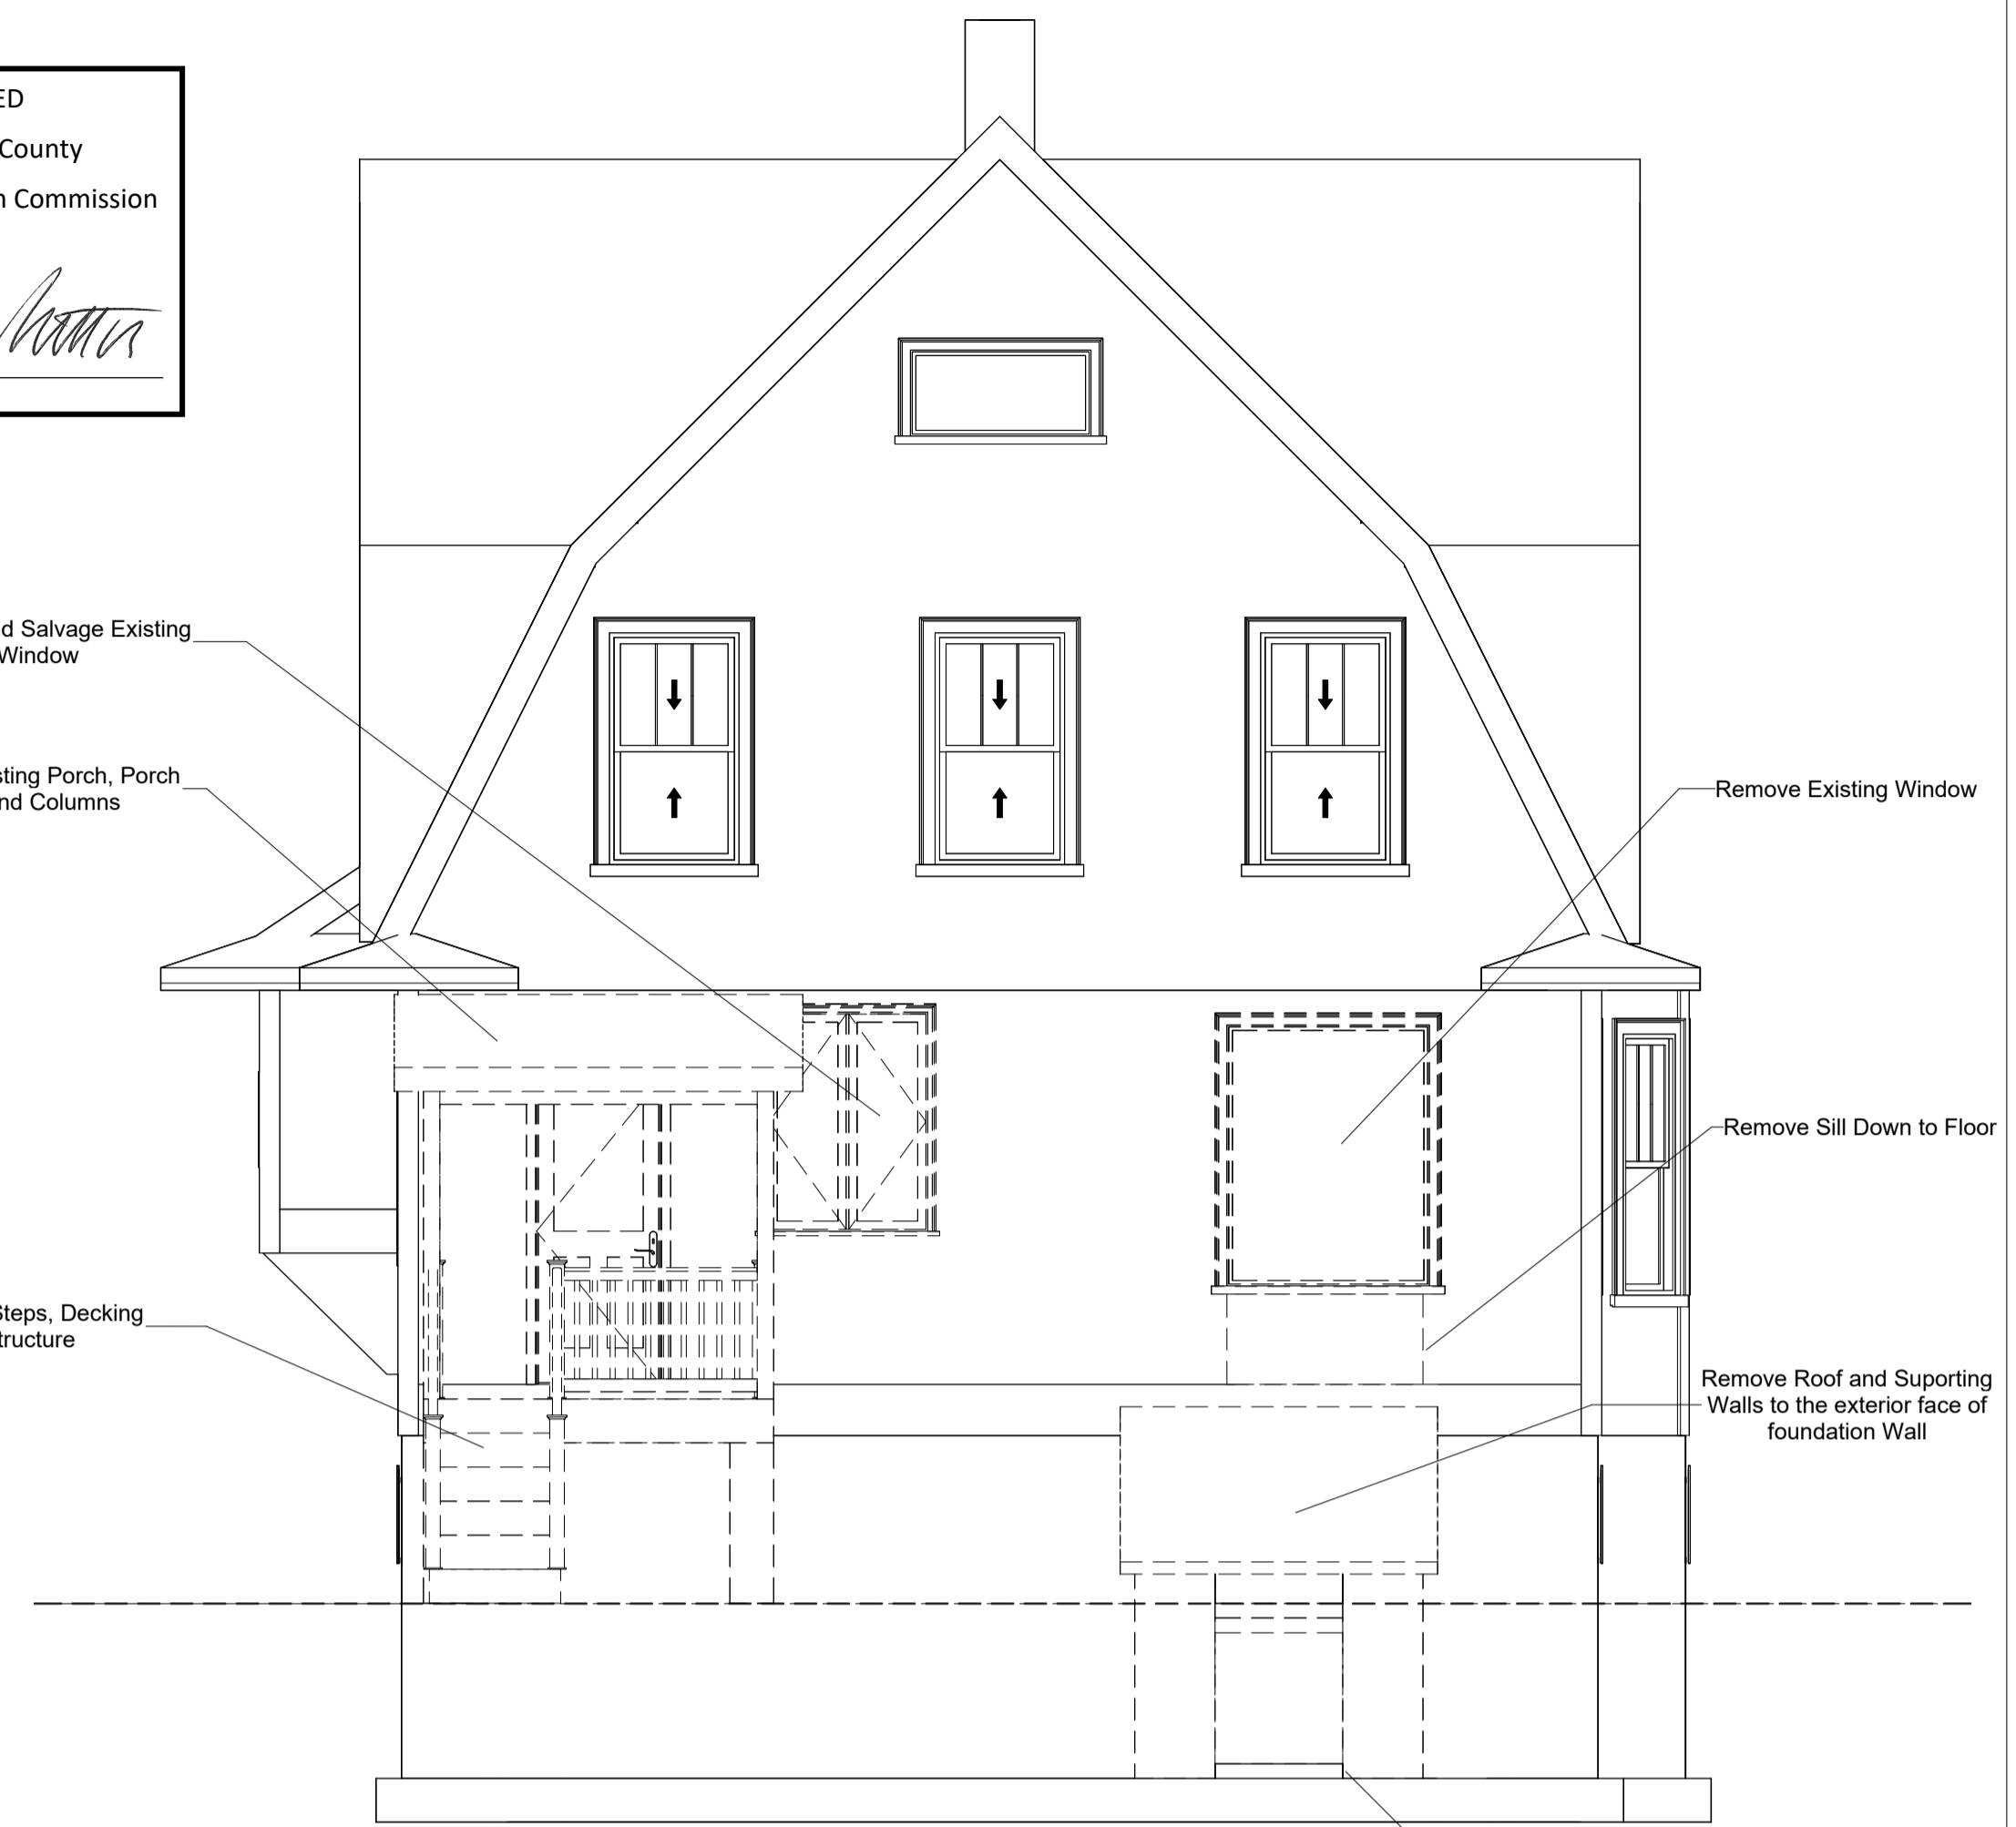 ED
County
n Commission
d Salvage Existing
Window
sting Porch, Porch
nd Columns
Steps, Decking
tructure
Remove Existing Window
Remove Sill Down to Floor
Remove Roof and Suporting
Walls to the exterior face of
foundation Wall